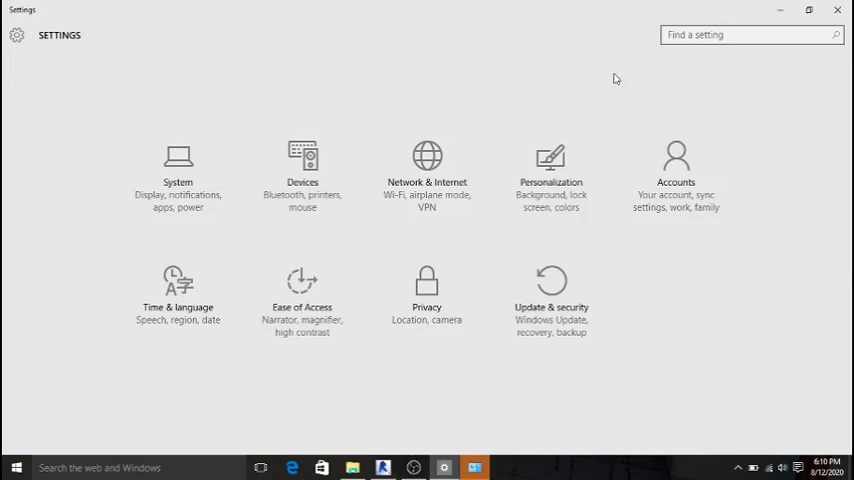 Settings
SETTINGS
Find a setting
System
Display, notifications,
apps, power
Devices
Bluetooth, printers,
mouse
Network & Internet
Wi-Fi, airplane mode,
VPN
Personalization
Background, lock
screen, colors
Accounts
Your account, sync
settings, work, family
Time & language
Speech, region, date
Ease of Access
Narrator, magnifier,
high contrast
Privacy
Location, camera
Update & security
Windows Update,
recovery, backup
Search the web and Windows
6:10 PM
8/12/2020